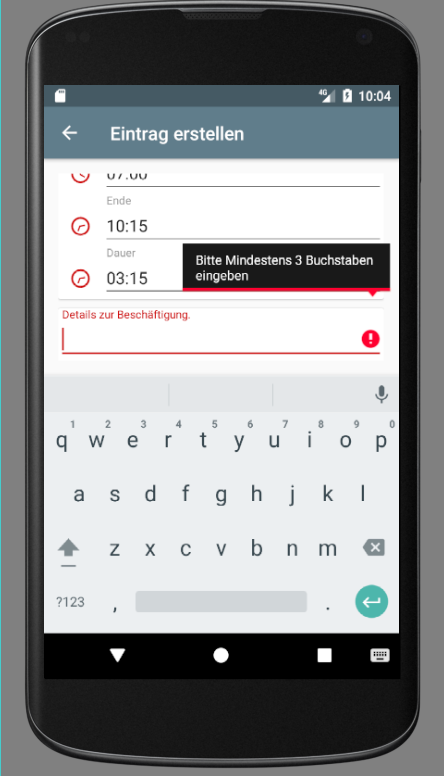 4G 10:04
Eintrag erstellen
07:00
Ende
10:15
Dauer
03:15
Bitte Mindestens 3 Buchstaben
eingeben
Details zur Beschäftigung.
1 2 3 4 5 6 7 8 9 0
q w e r t y u i o p
a s d f g h j k l
z x c v b n m
?123 , .